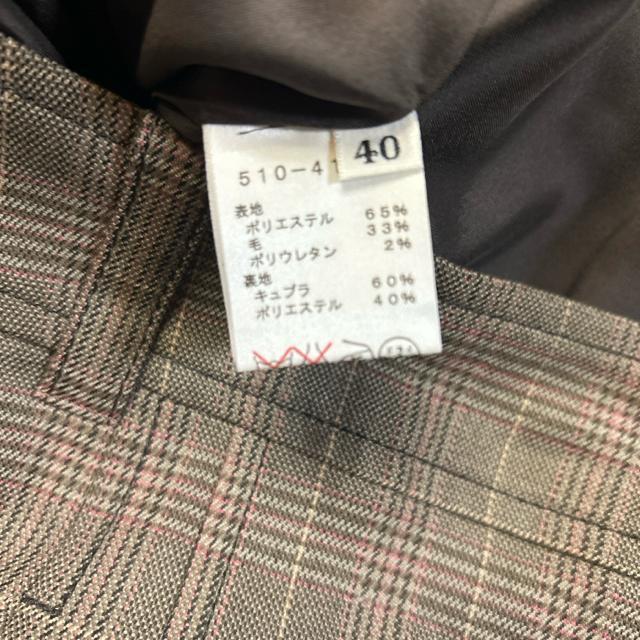 40
510-41
表地
ポリエステル 65%
毛 33%
ポリウレタン 2%
裏地
キュプラ 60%
ポリエステル 40%